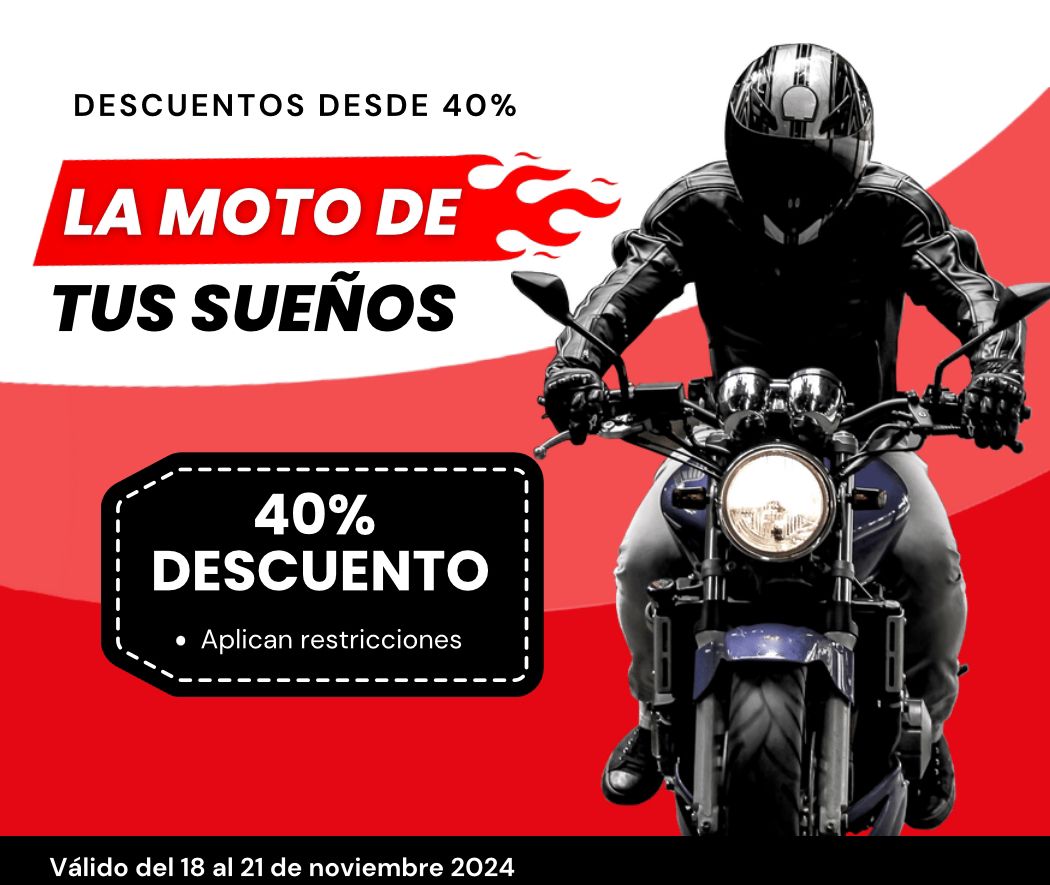 DESCUENTOS DESDE 40%
LA MOTO DE
TUS SUEÑOS
40%
DESCUENTO
• Aplican restricciones
Válido del 18 al 21 de noviembre 2024